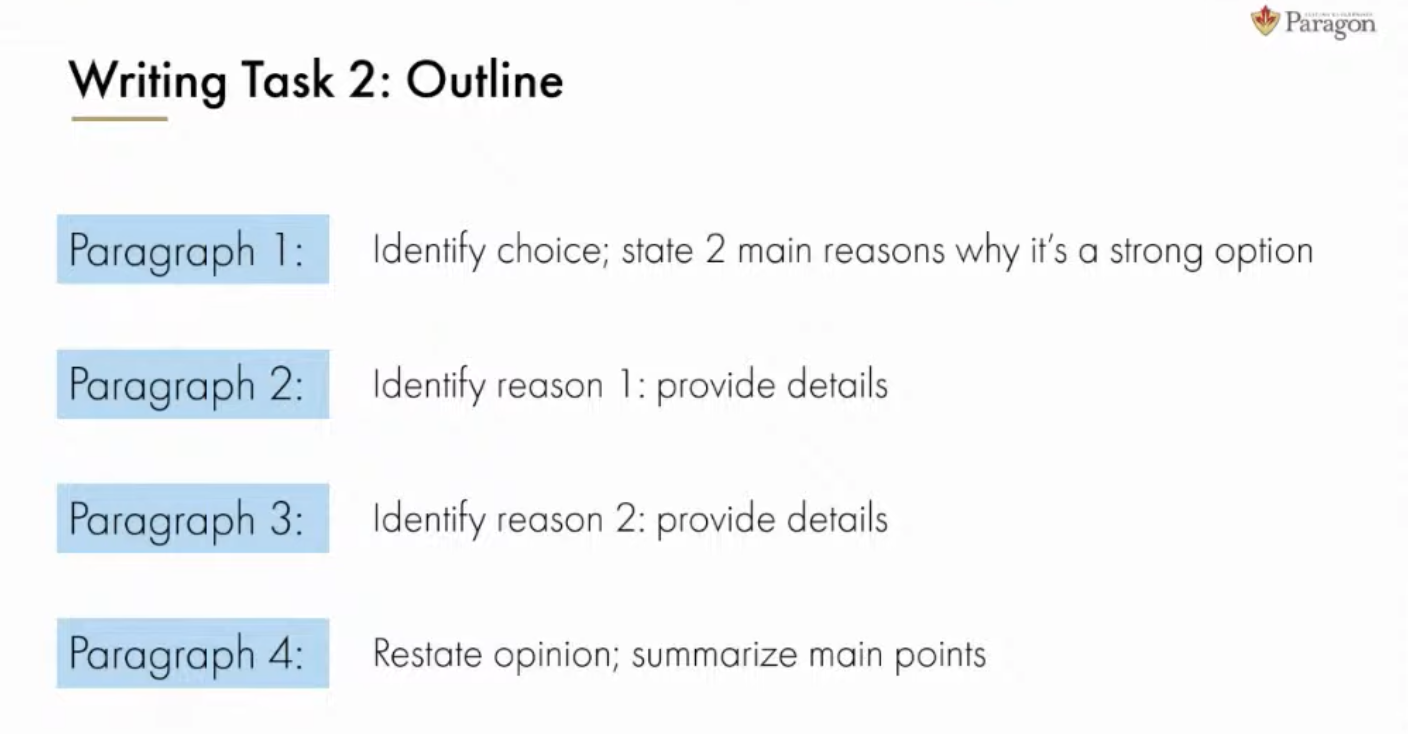 Paragon
Writing Task 2: Outline
Paragraph 1: Identify choice; state 2 main reasons why it's a strong option
Paragraph 2: Identify reason 1: provide details
Paragraph 3: Identify reason 2: provide details
Paragraph 4: Restate opinion; summarize main points